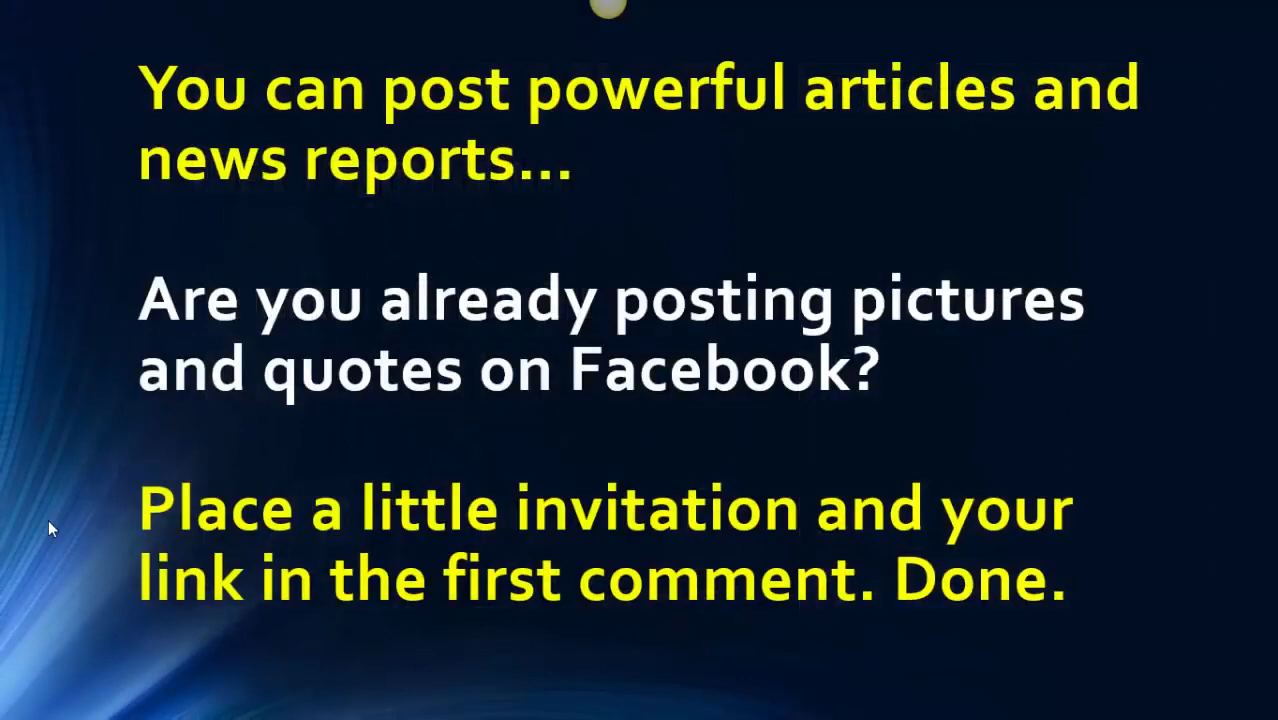 You can post powerful articles and
news reports...
Are you already posting pictures
and quotes on Facebook?
Place a little invitation and your
link in the first comment. Done.